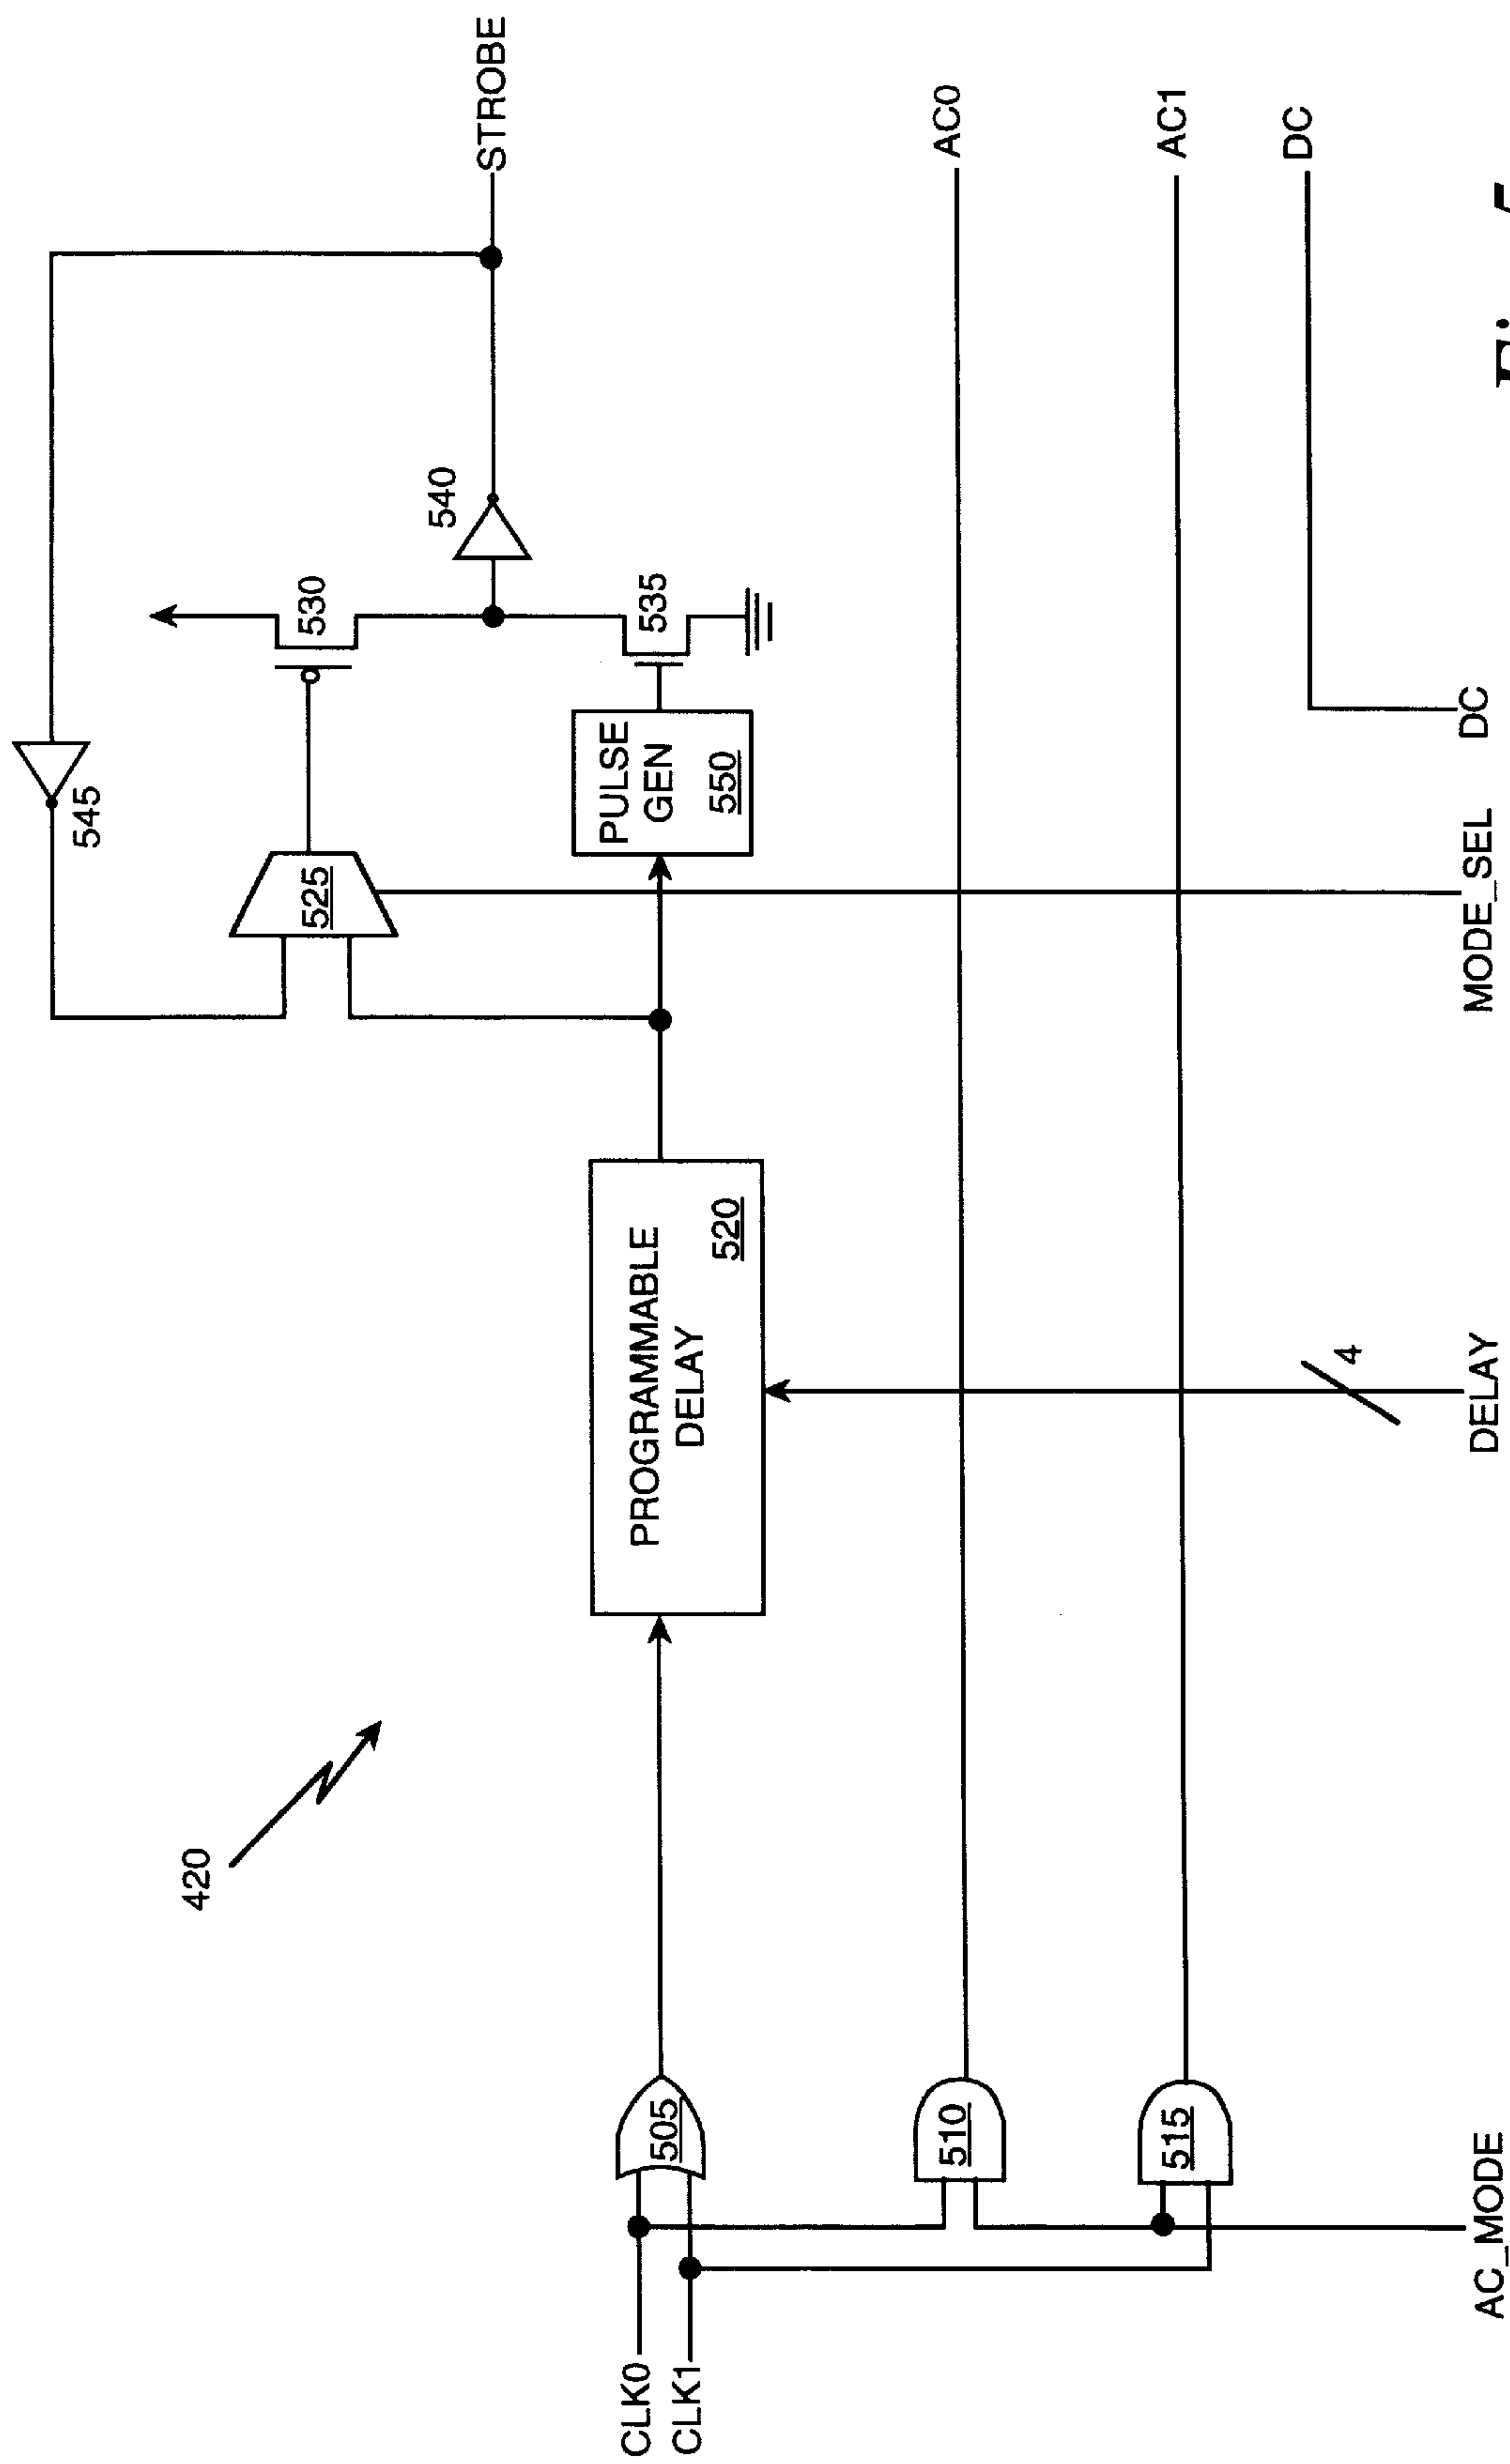 420
545
STROBE
530
540
525
535
PULSE
GEN
550
PROGRAMMABLE
DELAY
520
CLK0
CLK1
505
510
515
AC0
AC1
DC
4
AC_MODE
DELAY
MODE_SEL
DC